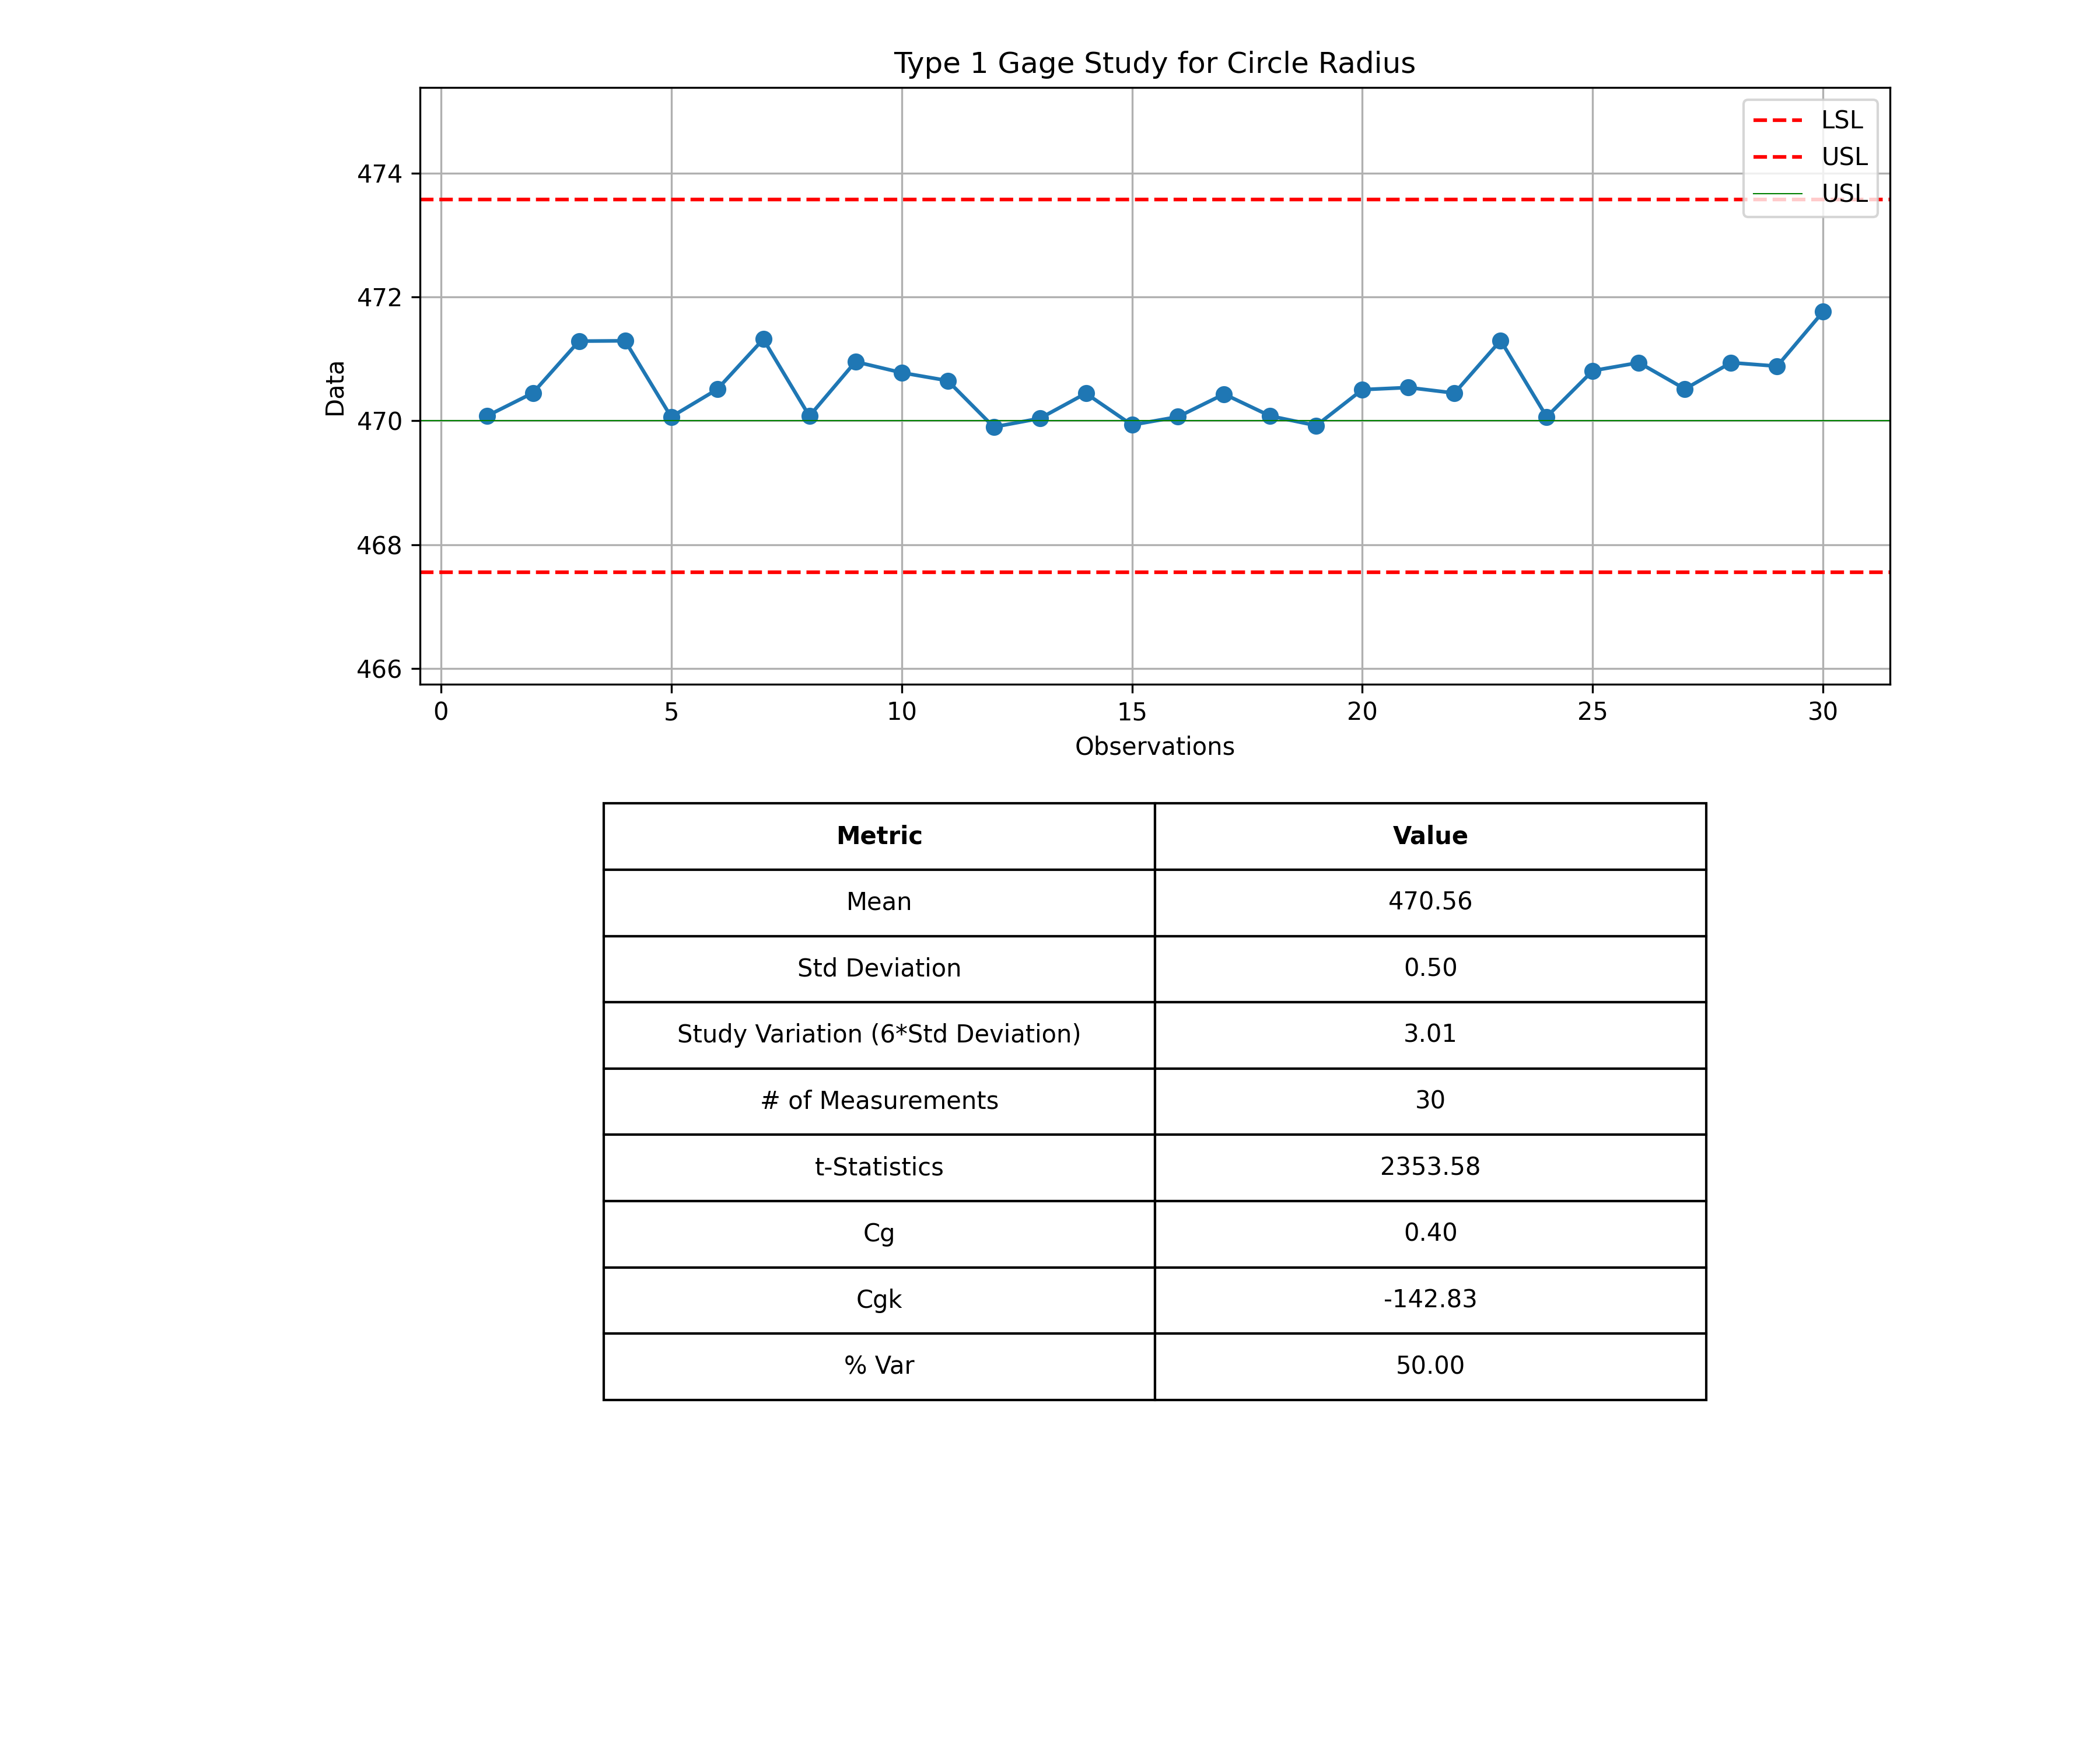 Type 1 Gage Study for Circle Radius
LSL
USL
USL
474
472
470
468
466
Data
0 5 10 15 20 25 30
Observations
Metric Value
Mean 470.56
Std Deviation 0.50
Study Variation (6*Std Deviation) 3.01
# of Measurements 30
t-Statistics 2353.58
Cg 0.40
Cgk -142.83
% Var 50.00